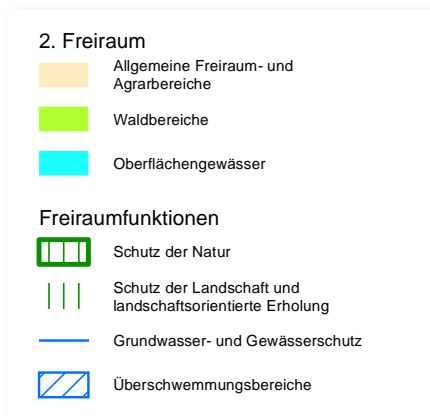 2. Freiraum
Allgemeine Freiraum- und
Agrarbereiche
Waldbereiche
Oberflächengewässer
Freiraumfunktionen
Schutz der Natur
Schutz der Landschaft und
landschaftsorientierte Erholung
Grundwasser- und Gewässerschutz
Überschwemmungsbereiche